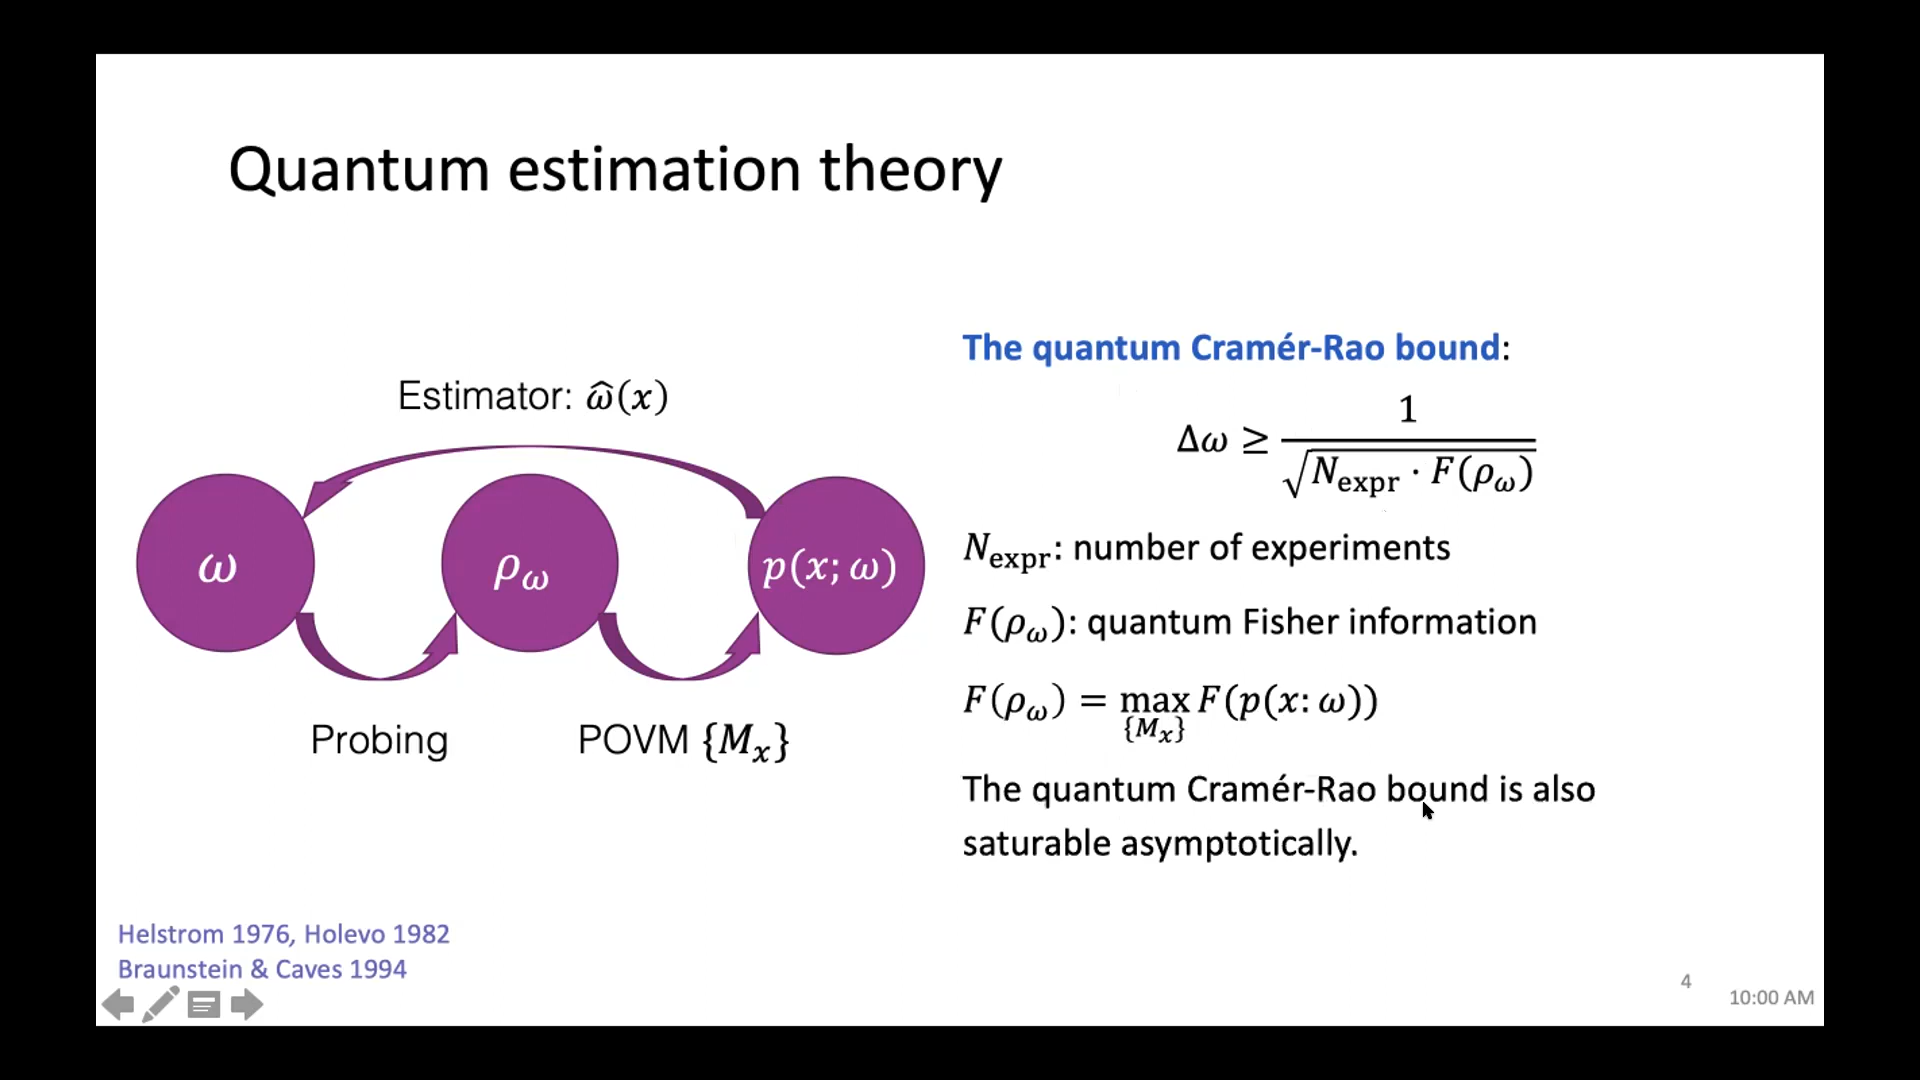 Quantum estimation theory
Estimator: ω̂(x)
ω
ρ_ω
p(x; ω)
Probing
POVM {M_x}
The quantum Cramér-Rao bound:
Δω ≥ 1 / √(N_expr · F(ρ_ω))
N_expr: number of experiments
F(ρ_ω): quantum Fisher information
F(ρ_ω) = max_{M_x} F(p(x: ω))
The quantum Cramér-Rao bound is also
saturable asymptotically.
Helstrom 1976, Holevo 1982
Braunstein & Caves 1994
4
10:00 AM